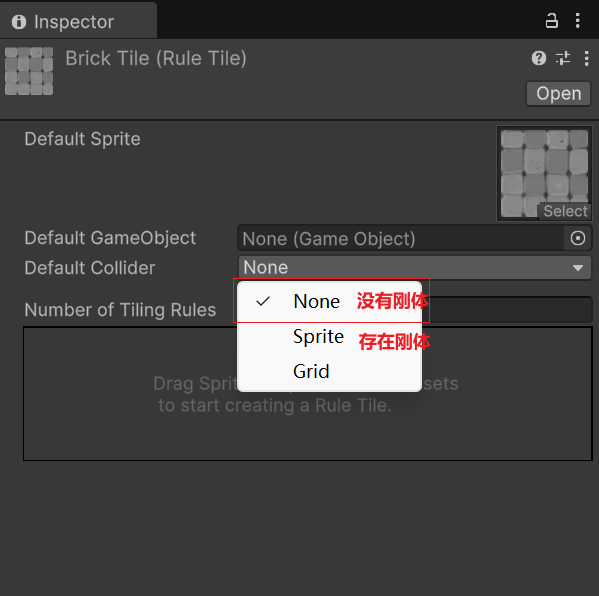 Inspector
Brick Tile (Rule Tile)
Open
Default Sprite
Select
Default GameObject
None (Game Object)
Default Collider
None
None 没有刚体
Number of Tiling Rules
Sprite 存在刚体
Grid
Drag Sprit
sets
to start creating a Rule Tile.